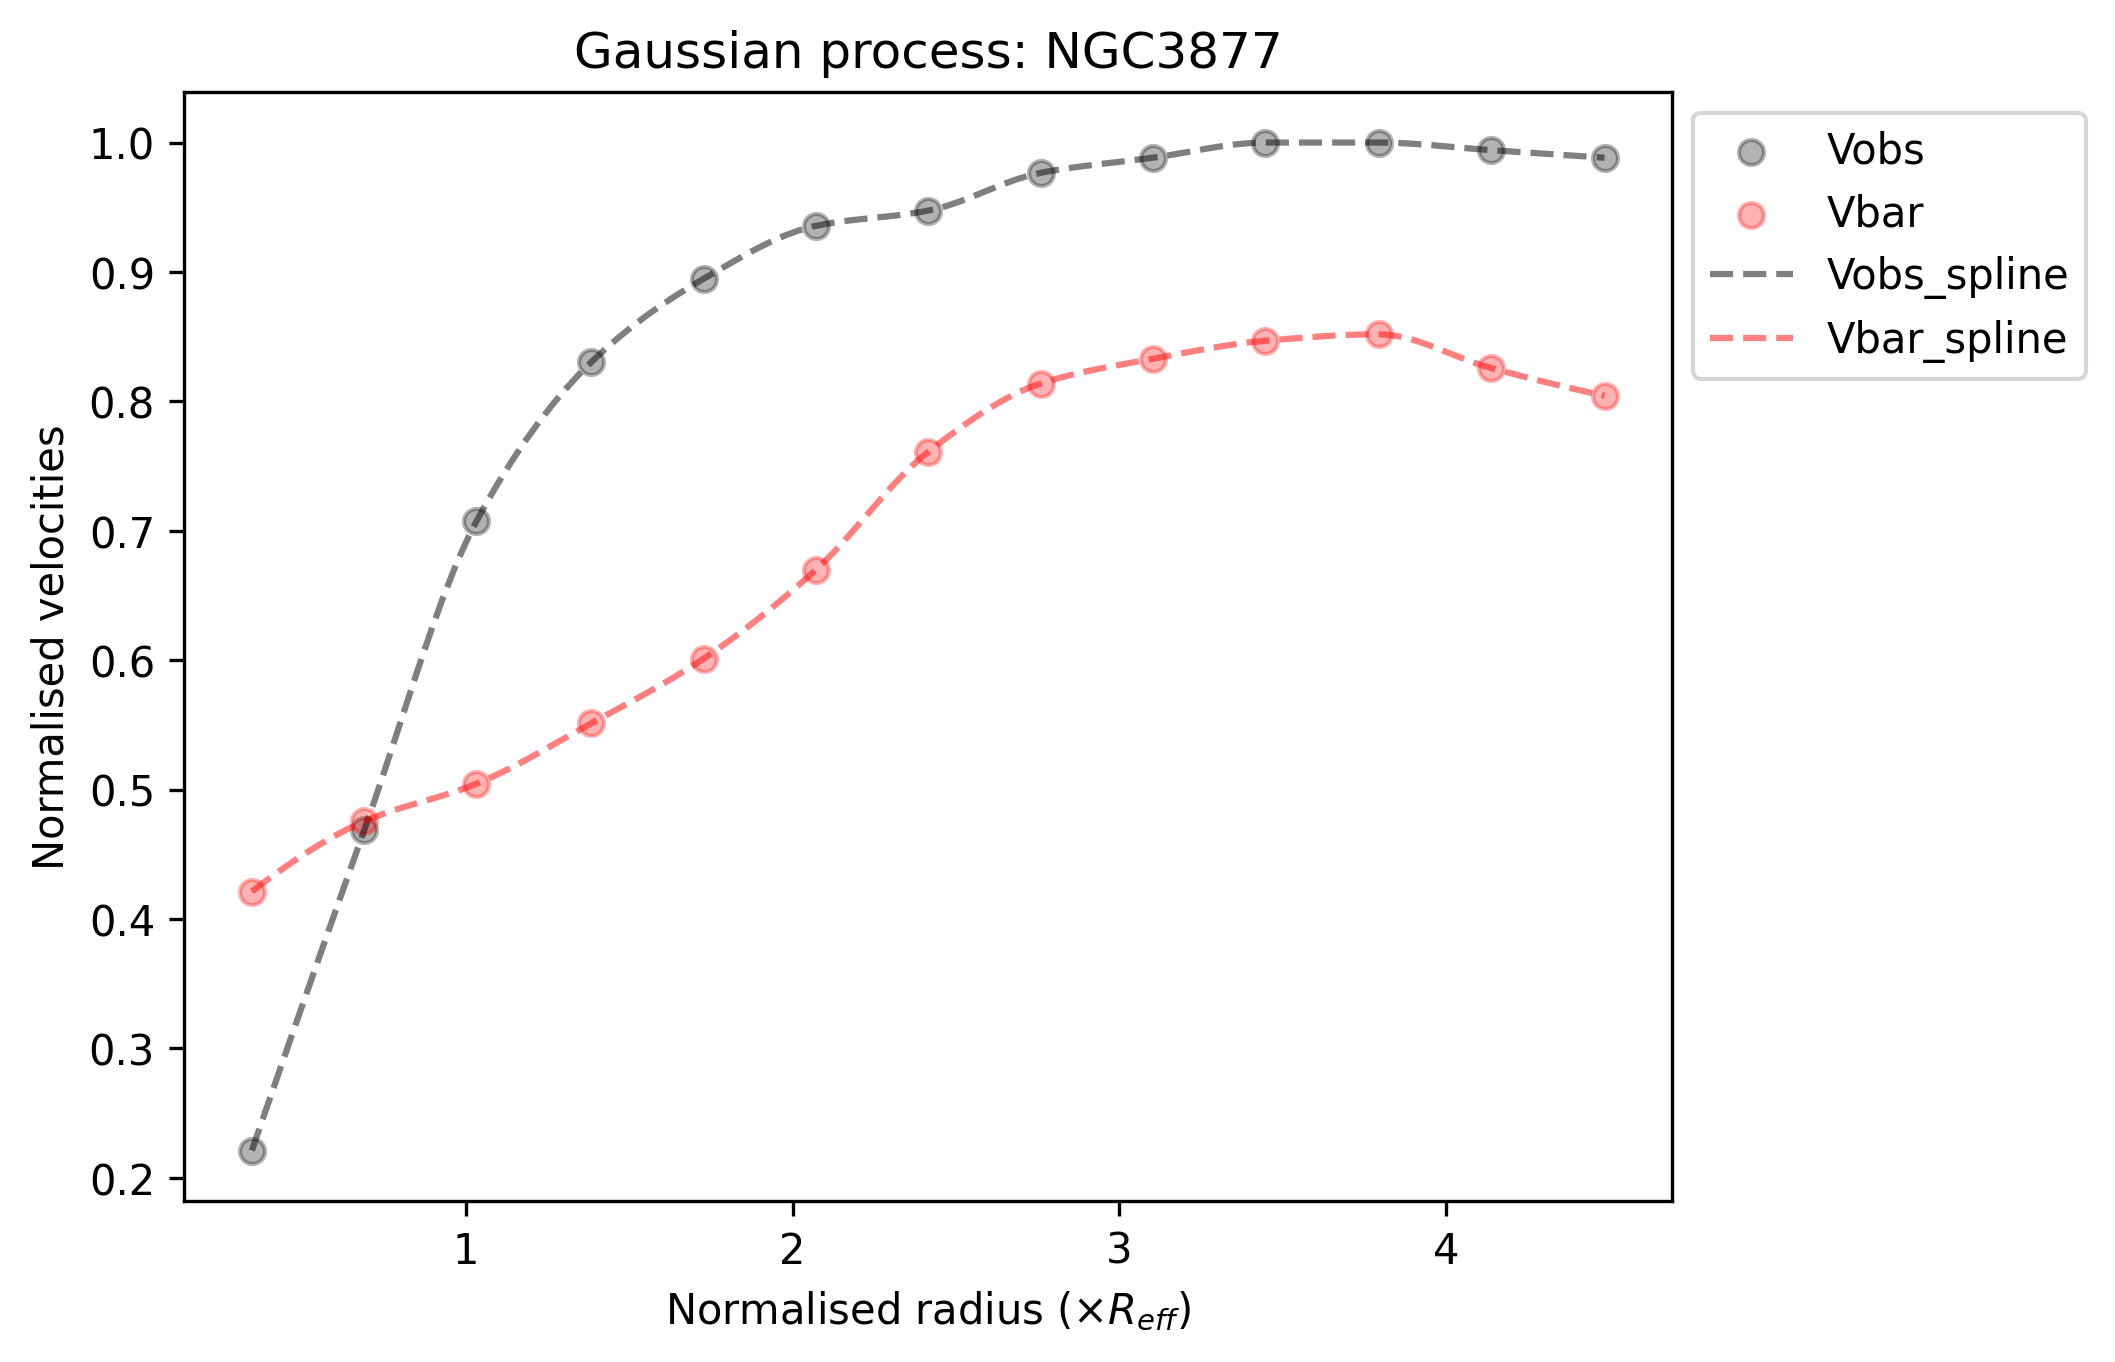 Gaussian process: NGC3877
1.0
0.9
0.8
0.7
0.6
0.5
0.4
0.3
0.2
Normalised velocities
1 2 3 4
Normalised radius (×R_eff)
Vobs
Vbar
Vobs_spline
Vbar_spline